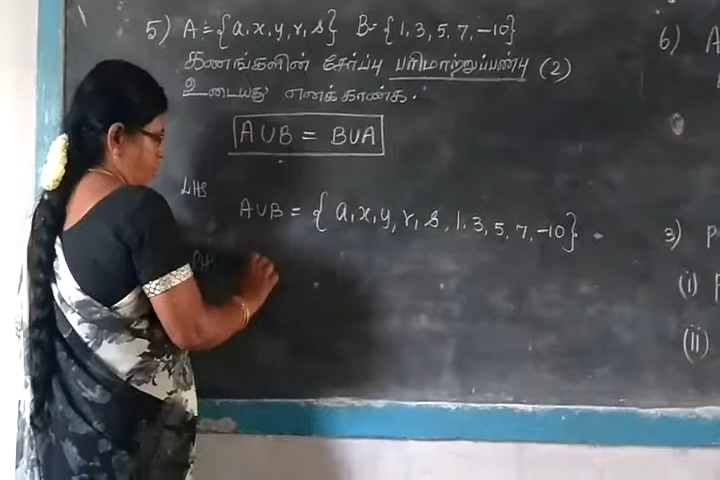 5) A = {a, x, y, r, s} B = {1, 3, 5, 7, -10}
கணங்களின் சேர்ப்பு பரிமாற்றுப்பண்பு (2)
உடையது எனக் காண்க.
A∪B = B∪A
LHS
A∪B = {a, x, y, r, s, 1, 3, 5, 7, -10}
6) A
3) P
(i)
(ii)